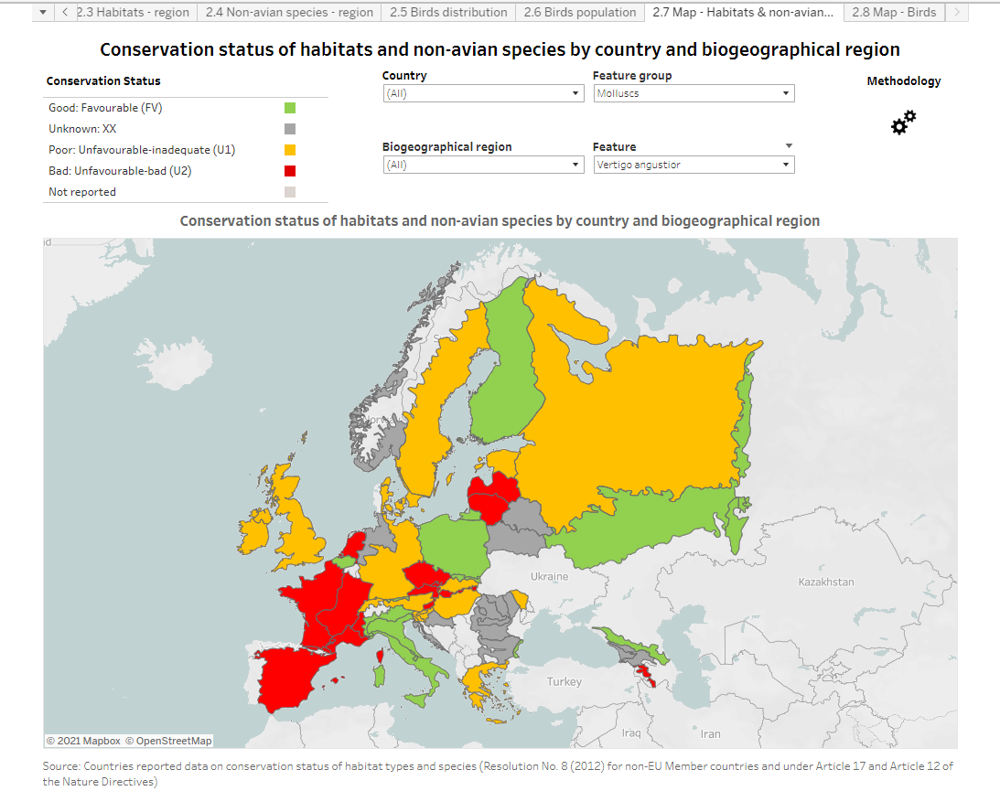 2.3 Habitats - region
2.4 Non-avian species - region
2.5 Birds distribution
2.6 Birds population
2.7 Map - Habitats & non-avian...
2.8 Map - Birds
Conservation status of habitats and non-avian species by country and biogeographical region
Conservation Status
Good: Favourable (FV)
Unknown: XX
Poor: Unfavourable-inadequate (U1)
Bad: Unfavourable-bad (U2)
Not reported
Country
(All)
Feature group
Molluscs
Biogeographical region
(All)
Feature
Vertigo angustior
Methodology
Conservation status of habitats and non-avian species by country and biogeographical region
Ukraine
Kazakhstan
Turkey
Iraq
Iran
© 2021 Mapbox © OpenStreetMap
Source: Countries reported data on conservation status of habitat types and species (Resolution No. 8 (2012) for non-EU Member countries and under Article 17 and Article 12 of
the Nature Directives)